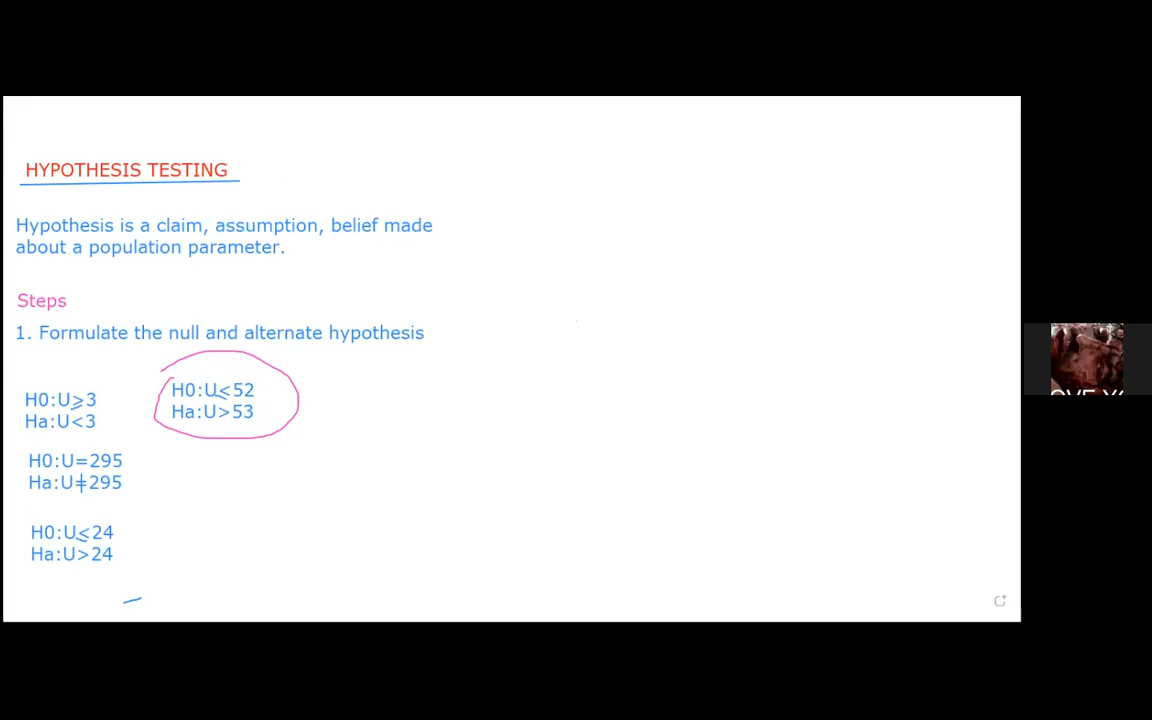 HYPOTHESIS TESTING
Hypothesis is a claim, assumption, belief made
about a population parameter.
Steps
1. Formulate the null and alternate hypothesis
H0:U⩾3
Ha:U<3
H0:U⩽52
Ha:U>53
H0:U=295
Ha:U≠295
H0:U⩽24
Ha:U>24